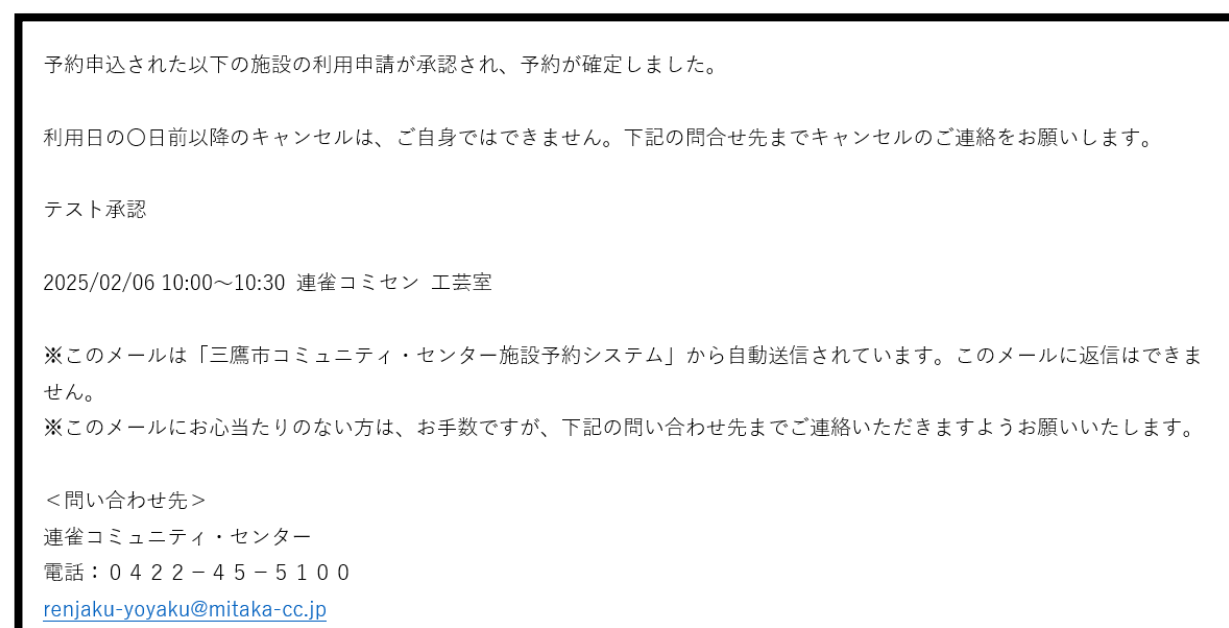 予約申込された以下の施設の利用申請が承認され、予約が確定しました。
利用日の〇日前以降のキャンセルは、ご自身ではできません。下記の問合せ先までキャンセルのご連絡をお願いします。
テスト承認
2025/02/06 10:00～10:30 連雀コミセン 工芸室
※このメールは「三鷹市コミュニティ・センター施設予約システム」から自動送信されています。このメールに返信はできま
せん。
※このメールにお心当たりのない方は、お手数ですが、下記の問い合わせ先までご連絡いただきますようお願いいたします。
＜問い合わせ先＞
連雀コミュニティ・センター
電話：０４２２－４５－５１００
renjaku-yoyaku@mitaka-cc.jp